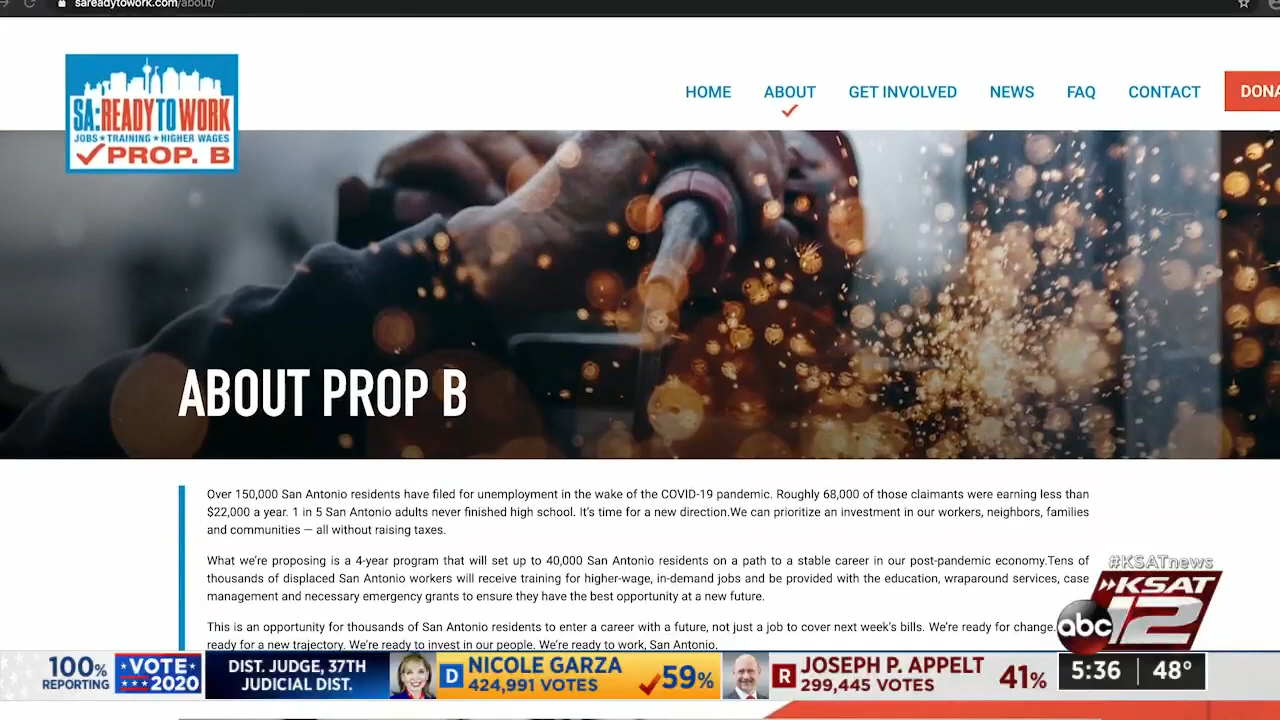 sareadytowork.com/about/
SA:READYTOWORK
JOBS★TRAINING★HIGHER WAGES
PROP. B
HOME ABOUT GET INVOLVED NEWS FAQ CONTACT DONA
ABOUT PROP B
Over 150,000 San Antonio residents have filed for unemployment in the wake of the COVID-19 pandemic. Roughly 68,000 of those claimants were earning less than
$22,000 a year. 1 in 5 San Antonio adults never finished high school. It's time for a new direction.We can prioritize an investment in our workers, neighbors, families
and communities — all without raising taxes.
What we're proposing is a 4-year program that will set up to 40,000 San Antonio residents on a path to a stable career in our post-pandemic economy.Tens of
thousands of displaced San Antonio workers will receive training for higher-wage, in-demand jobs and be provided with the education, wraparound services, case
management and necessary emergency grants to ensure they have the best opportunity at a new future.
This is an opportunity for thousands of San Antonio residents to enter a career with a future, not just a job to cover next week's bills. We're ready for change.
ready for a new trajectory. We're ready to invest in our people. We're ready to work, San Antonio.
#KSATnews
KSAT
abc 12
100% REPORTING
VOTE 2020
DIST. JUDGE, 37TH
JUDICIAL DIST.
D NICOLE GARZA
424,991 VOTES
59%
R JOSEPH P. APPELT
299,445 VOTES
41%
5:36 48°